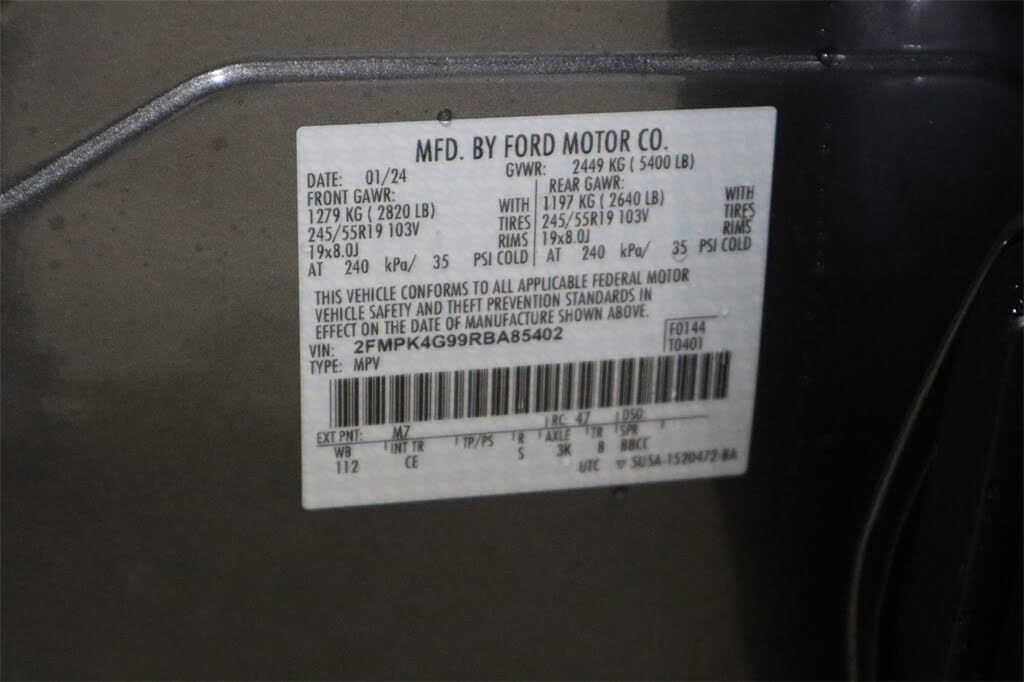 MFD. BY FORD MOTOR CO.
DATE: 01/24 GVWR: 2449 KG ( 5400 LB)
FRONT GAWR: REAR GAWR:
1279 KG ( 2820 LB) WITH 1197 KG ( 2640 LB) WITH
245/55R19 103V TIRES 245/55R19 103V TIRES
19x8.0J RIMS 19x8.0J RIMS
AT 240 kPa/ 35 PSI COLD AT 240 kPa/ 35 PSI COLD
THIS VEHICLE CONFORMS TO ALL APPLICABLE FEDERAL MOTOR
VEHICLE SAFETY AND THEFT PREVENTION STANDARDS IN
EFFECT ON THE DATE OF MANUFACTURE SHOWN ABOVE.
VIN: 2FMPK4G99RBA85402 F0144
TYPE: MPV T0401
EXT PNT: M7 RC: 47 DSO:
WB INT TR TP/PS R AXLE TR SPR
112 CE S 3K 8 BBCC
UTC SU5A-1520472-BA